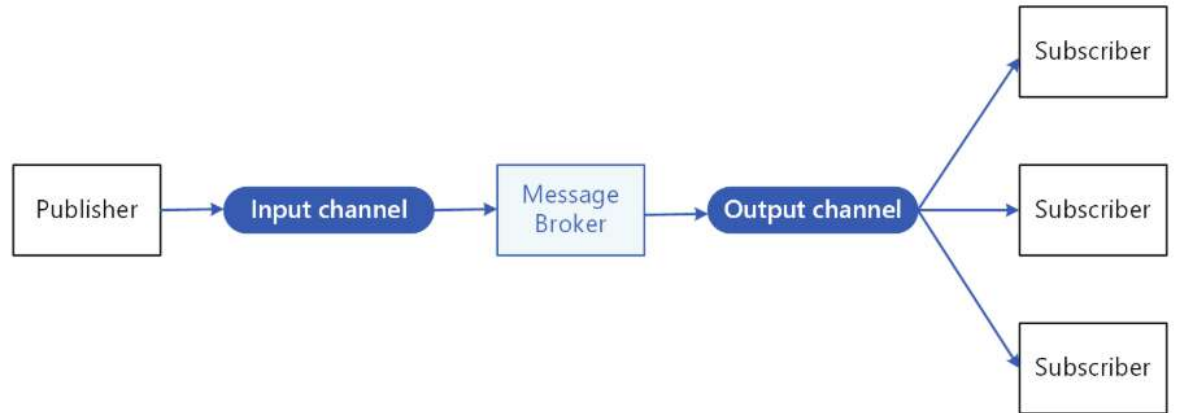 Subscriber
Publisher
Input channel
Message
Broker
Output channel
Subscriber
Subscriber